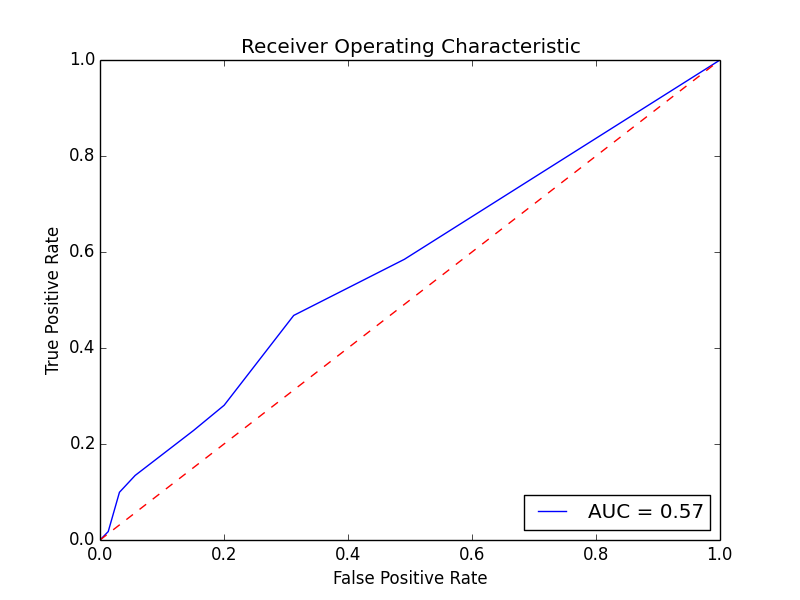 Receiver Operating Characteristic
1.0
0.8
0.6
0.4
0.2
0.0
True Positive Rate
AUC = 0.57
0.0 0.2 0.4 0.6 0.8 1.0
False Positive Rate